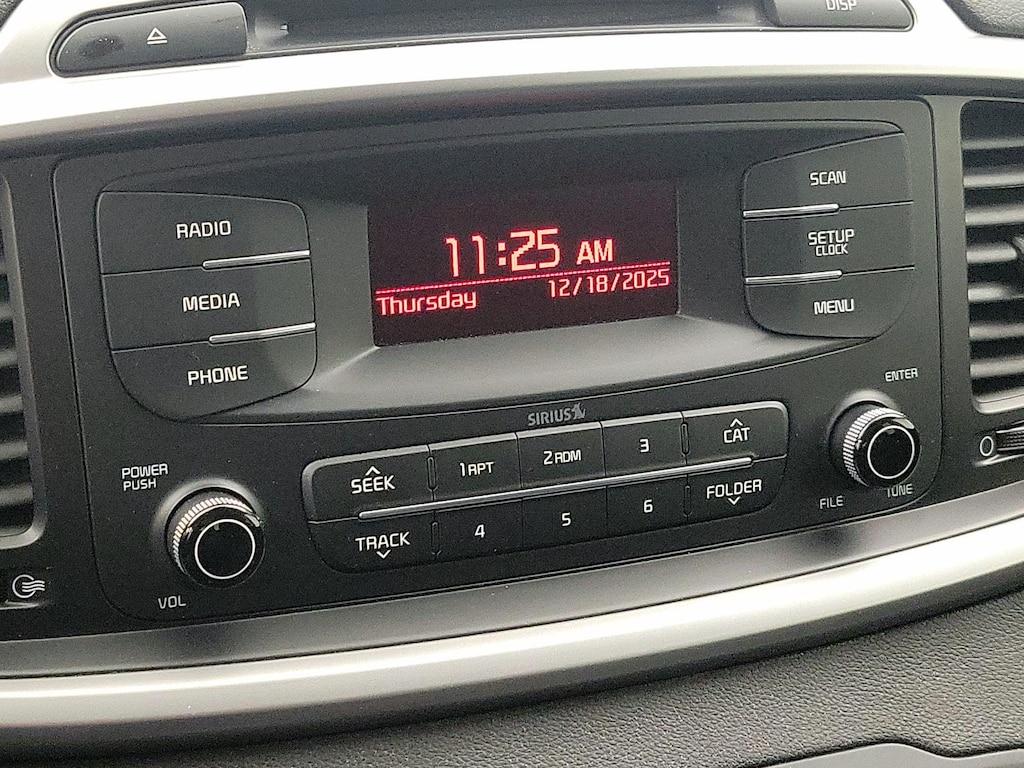 DISP
RADIO
MEDIA
PHONE
11:25 AM
Thursday 12/18/2025
SCAN
SETUP
CLOCK
MENU
SIRIUS
POWER
PUSH
VOL
SEEK
1 RPT
2 RDM
3
CAT
TRACK
4
5
6
FOLDER
ENTER
FILE
TUNE